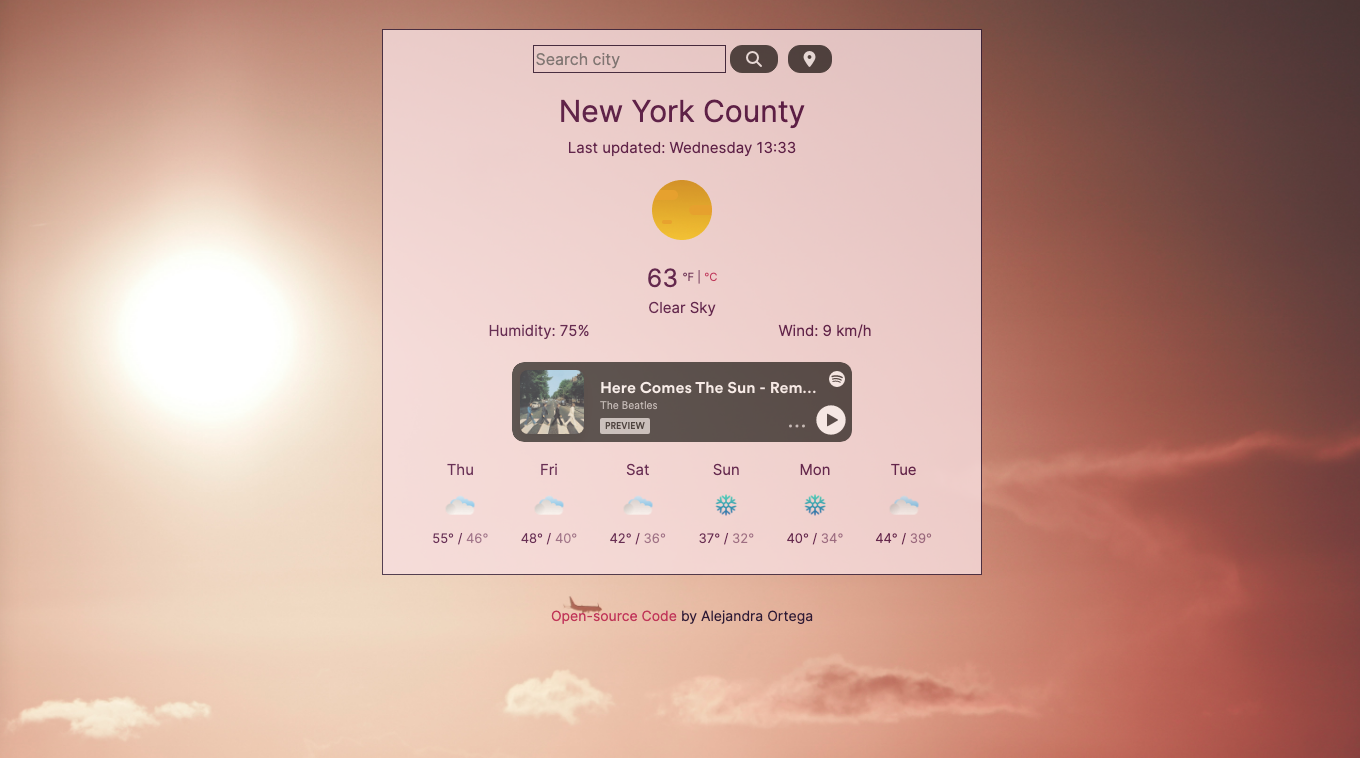 Search city
New York County
Last updated: Wednesday 13:33
63 °F | °C
Clear Sky
Humidity: 75% Wind: 9 km/h
Here Comes The Sun - Rem...
The Beatles
PREVIEW
Thu Fri Sat Sun Mon Tue
55° / 46° 48° / 40° 42° / 36° 37° / 32° 40° / 34° 44° / 39°
Open-source Code by Alejandra Ortega